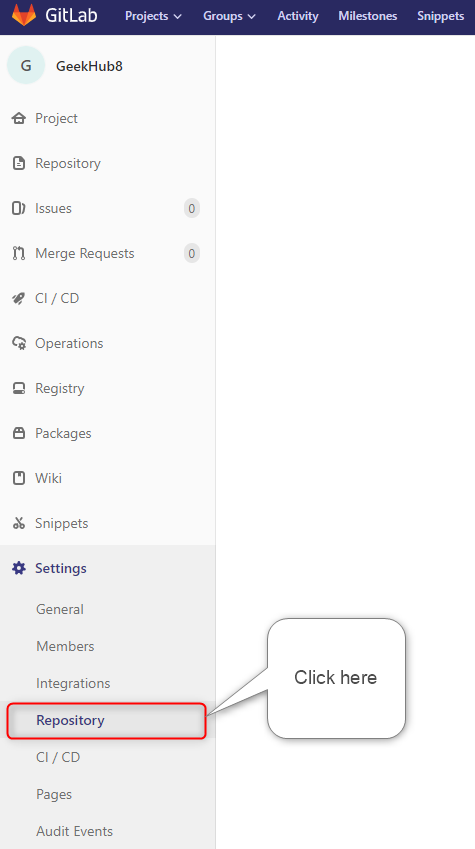 GitLab Projects Groups Activity Milestones Snippets
G GeekHub8
Project
Repository
Issues 0
Merge Requests 0
CI / CD
Operations
Registry
Packages
Wiki
Snippets
Settings
General
Members
Integrations
Click here
Repository
CI / CD
Pages
Audit Events